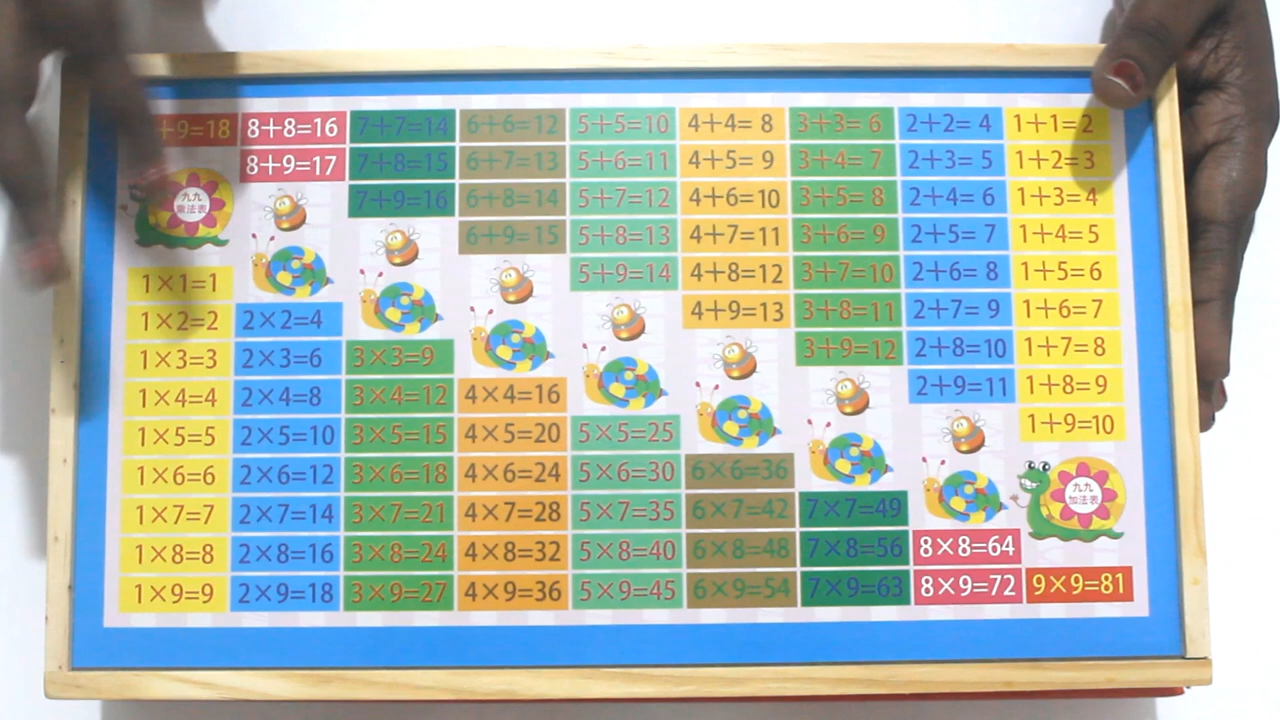 +9=18 8+8=16 7+7=14 6+6=12 5+5=10 4+4= 8 3+3= 6 2+2= 4 1+1=2
8+9=17 7+8=15 6+7=13 5+6=11 4+5= 9 3+4= 7 2+3= 5 1+2=3
7+9=16 6+8=14 5+7=12 4+6=10 3+5= 8 2+4= 6 1+3=4
九九
乘法表
6+9=15 5+8=13 4+7=11 3+6= 9 2+5= 7 1+4=5
1×1=1 5+9=14 4+8=12 3+7=10 2+6= 8 1+5=6
1×2=2 2×2=4 4+9=13 3+8=11 2+7= 9 1+6=7
1×3=3 2×3=6 3×3=9 3+9=12 2+8=10 1+7=8
1×4=4 2×4=8 3×4=12 4×4=16 2+9=11 1+8=9
1×5=5 2×5=10 3×5=15 4×5=20 5×5=25 1+9=10
1×6=6 2×6=12 3×6=18 4×6=24 5×6=30 6×6=36
九九
加法表
1×7=7 2×7=14 3×7=21 4×7=28 5×7=35 6×7=42 7×7=49
1×8=8 2×8=16 3×8=24 4×8=32 5×8=40 6×8=48 7×8=56 8×8=64
1×9=9 2×9=18 3×9=27 4×9=36 5×9=45 6×9=54 7×9=63 8×9=72 9×9=81